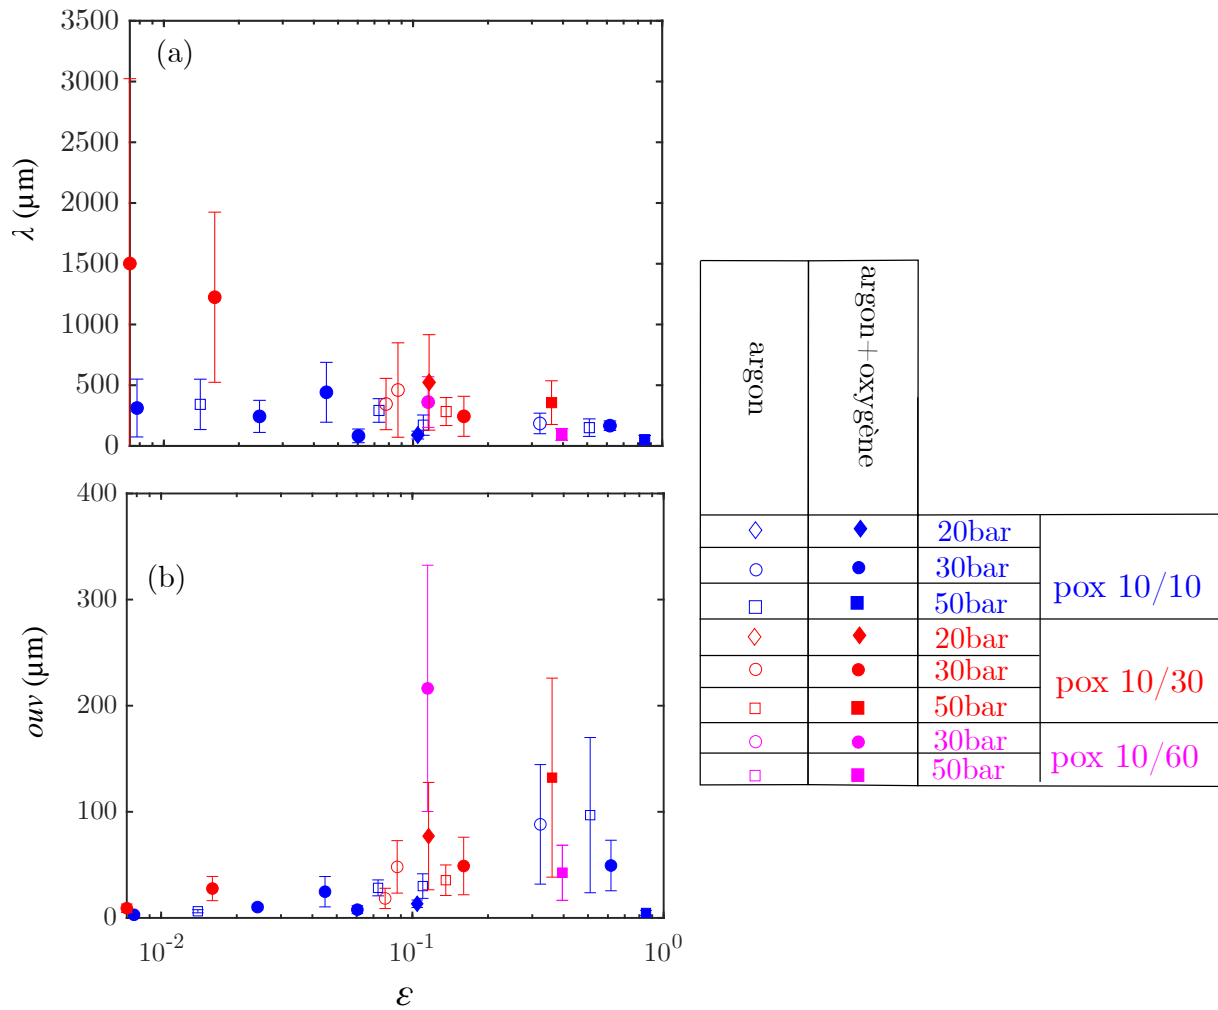 3500
3000
2500
2000
1500
1000
500
0
λ (µm)
(a)
400
300
200
100
0
ouv (µm)
(b)
10⁻² 10⁻¹ 10⁰
ε
argon argon+oxygène
20bar
30bar
50bar
pox 10/10
20bar
30bar
50bar
pox 10/30
30bar
50bar
pox 10/60